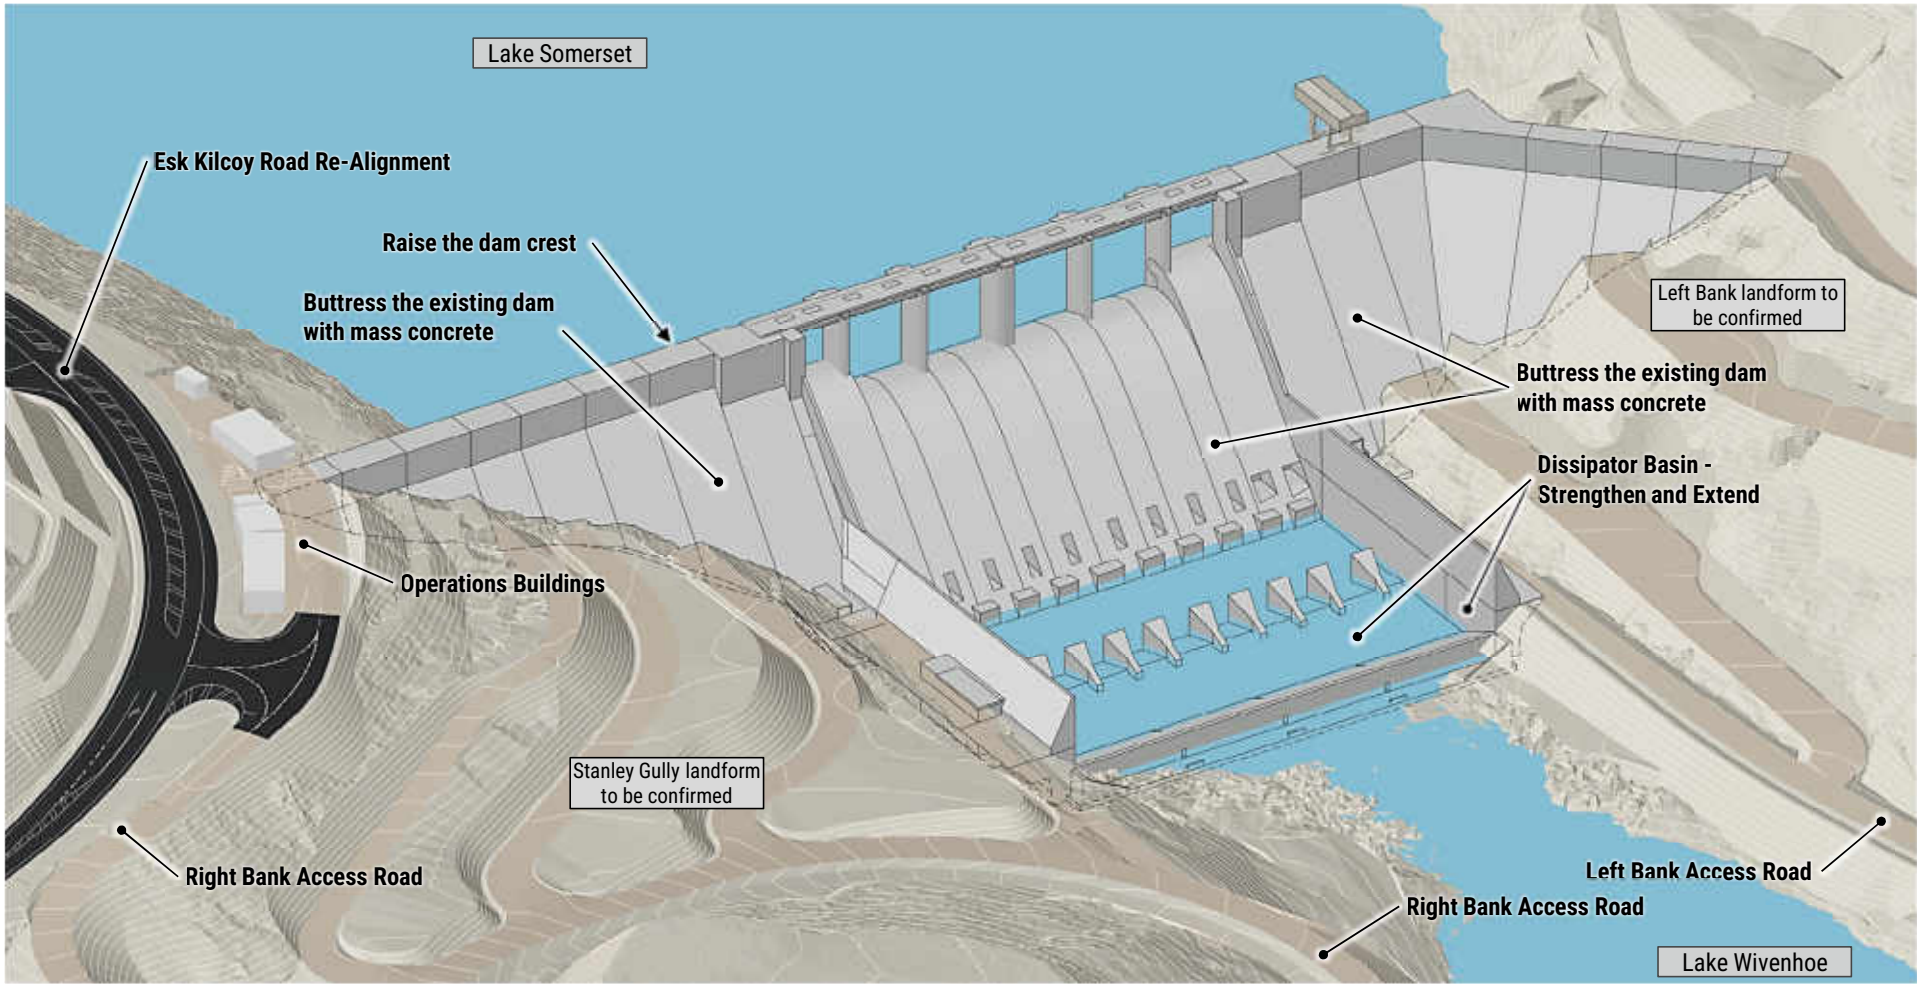 Lake Somerset
Esk Kilcoy Road Re-Alignment
Raise the dam crest
Buttress the existing dam
with mass concrete
Left Bank landform to
be confirmed
Buttress the existing dam
with mass concrete
Dissipator Basin -
Strengthen and Extend
Operations Buildings
Stanley Gully landform
to be confirmed
Right Bank Access Road
Left Bank Access Road
Right Bank Access Road
Lake Wivenhoe